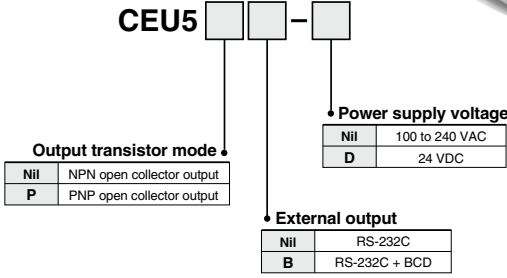 CEU5 –
Power supply voltage
Nil 100 to 240 VAC
D 24 VDC
Output transistor mode
Nil NPN open collector output
P PNP open collector output
External output
Nil RS-232C
B RS-232C + BCD